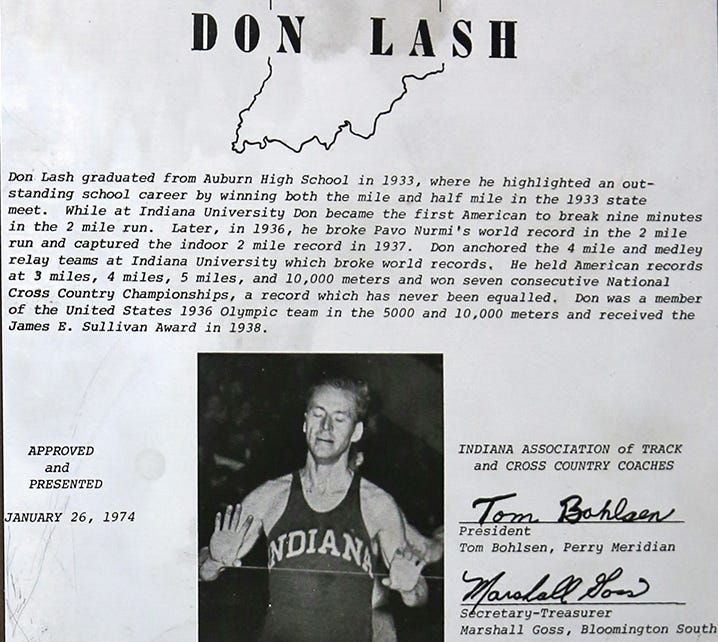 DON LASH
Don Lash graduated from Auburn High School in 1933, where he highlighted an out-
standing school career by winning both the mile and half mile in the 1933 state
meet. While at Indiana University Don became the first American to break nine minutes
in the 2 mile run. Later, in 1936, he broke Pavo Nurmi's world record in the 2 mile
run and captured the indoor 2 mile record in 1937. Don anchored the 4 mile and medley
relay teams at Indiana University which broke world records. He held American records
at 3 miles, 4 miles, 5 miles, and 10,000 meters and won seven consecutive National
Cross Country Championships, a record which has never been equalled. Don was a member
of the United States 1936 Olympic team in the 5000 and 10,000 meters and received the
James E. Sullivan Award in 1938.
APPROVED
and
PRESENTED
JANUARY 26, 1974
INDIANA
INDIANA ASSOCIATION of TRACK
and CROSS COUNTRY COACHES
Tom Bohlsen
President
Tom Bohlsen, Perry Meridian
Marshall Goss
Secretary-Treasurer
Marshall Goss, Bloomington South